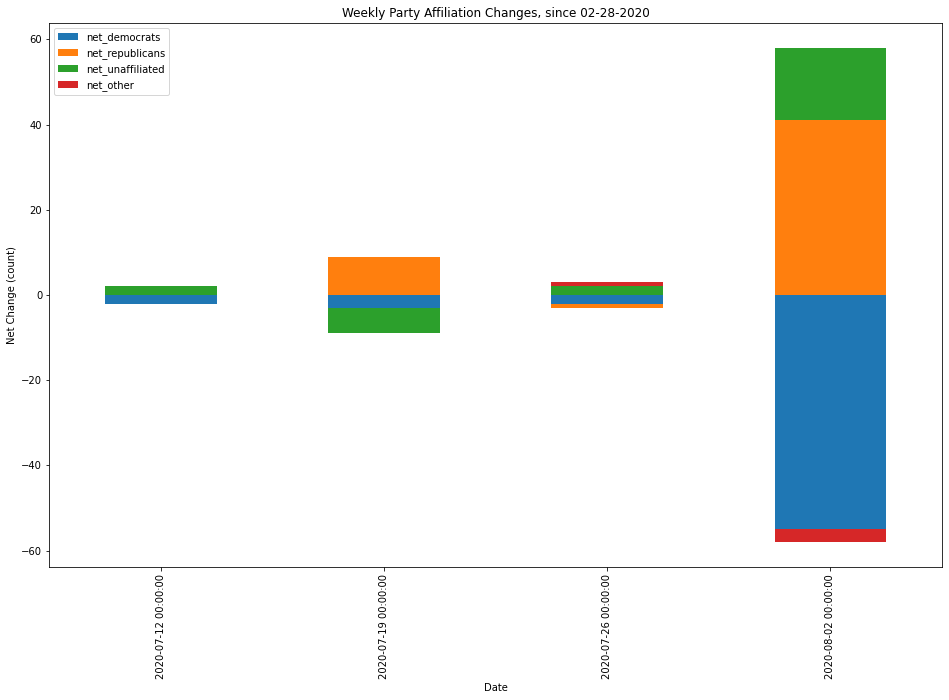 Weekly Party Affiliation Changes, since 02-28-2020
net_democrats
net_republicans
net_unaffiliated
net_other
Net Change (count)
60
40
20
0
−20
−40
−60
2020-07-12 00:00:00
2020-07-19 00:00:00
2020-07-26 00:00:00
2020-08-02 00:00:00
Date